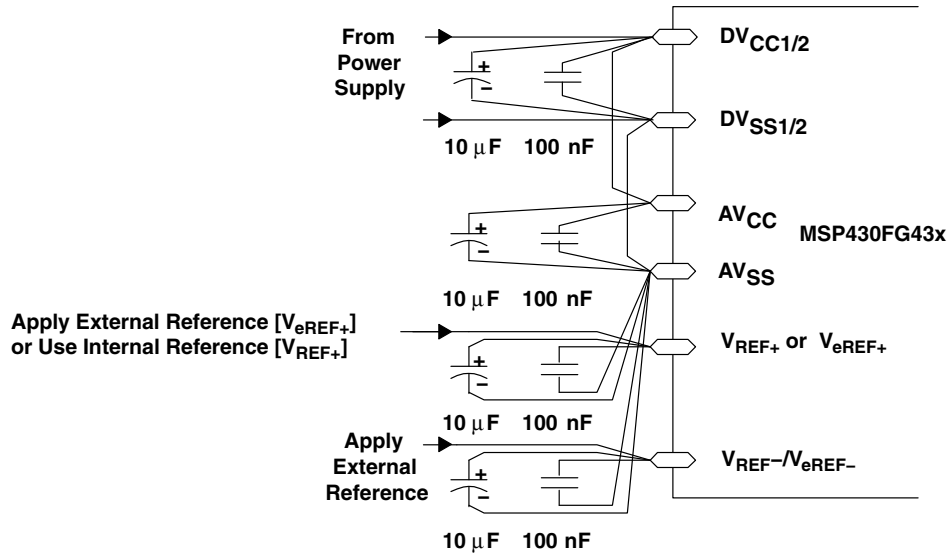 From
Power
Supply
DVCC1/2
+
−
DVSS1/2
10 μF 100 nF
AVCC
+
−
MSP430FG43x
AVSS
10 μF 100 nF
Apply External Reference [VeREF+]
or Use Internal Reference [VREF+]
VREF+ or VeREF+
+
−
10 μF 100 nF
Apply
External
Reference
VREF−/VeREF−
+
−
10 μF 100 nF